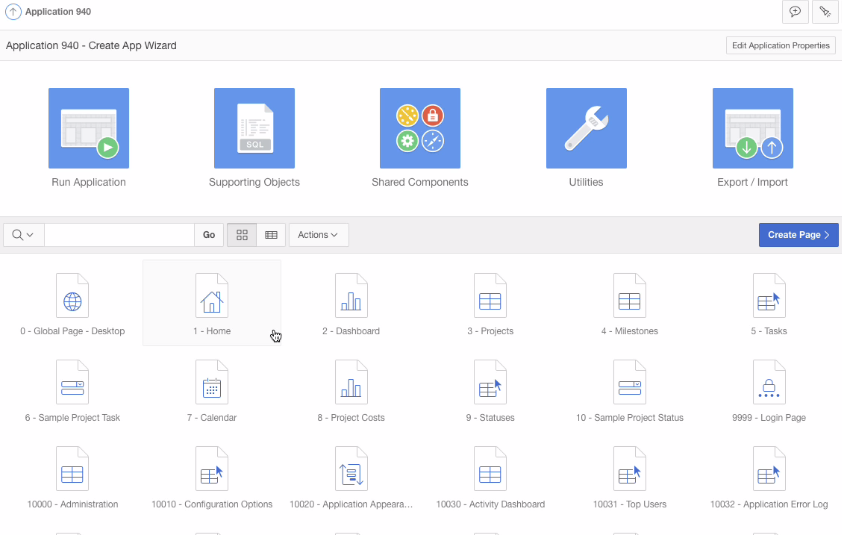 Application 940
Application 940 - Create App Wizard
Edit Application Properties
SQL
Run Application
Supporting Objects
Shared Components
Utilities
Export / Import
Go
Actions
Create Page
0 - Global Page - Desktop
1 - Home
2 - Dashboard
3 - Projects
4 - Milestones
5 - Tasks
6 - Sample Project Task
7 - Calendar
8 - Project Costs
9 - Statuses
10 - Sample Project Status
9999 - Login Page
10000 - Administration
10010 - Configuration Options
10020 - Application Appeara...
10030 - Activity Dashboard
10031 - Top Users
10032 - Application Error Log